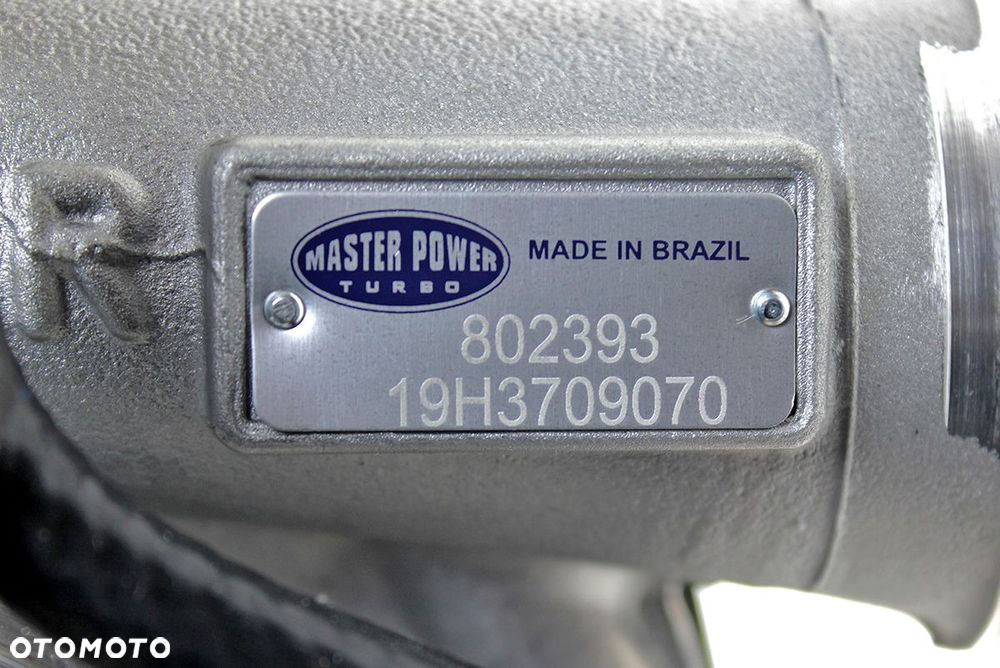 R
MASTER POWER
TURBO
MADE IN BRAZIL
802393
19H3709070
OTOMOTO